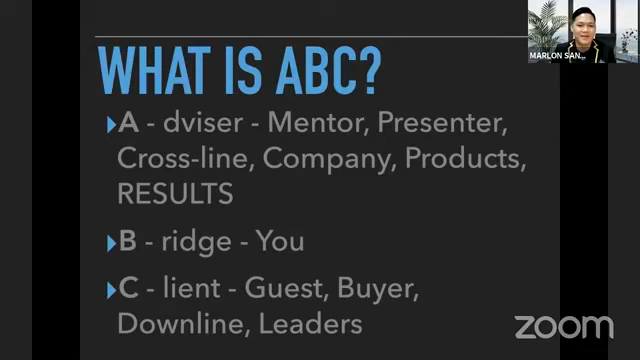 MARLON SAN...
WHAT IS ABC?
A - dviser - Mentor, Presenter,
Cross-line, Company, Products,
RESULTS
B - ridge - You
C - lient - Guest, Buyer,
Downline, Leaders
zoom